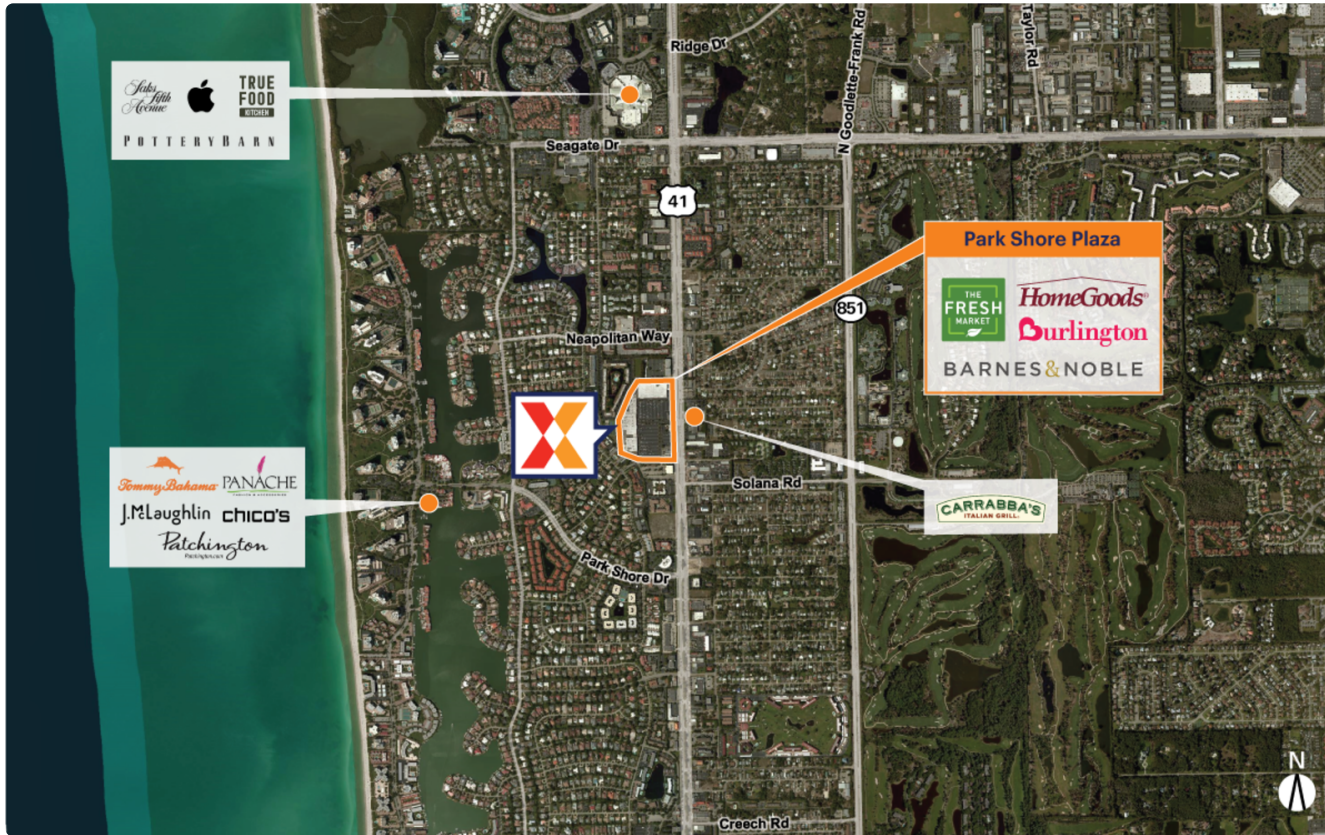 Ridge Dr
N Goodlette-Frank Rd
Taylor Rd
Saks
Fifth
Avenue
TRUE
FOOD
KITCHEN
POTTERYBARN
Seagate Dr
41
Park Shore Plaza
THE
FRESH
MARKET
HomeGoods
Burlington
BARNES&NOBLE
851
Neapolitan Way
Tommy Bahama
PANACHE
J.McLaughlin
chico's
Patchington
Solana Rd
CARRABBA'S
ITALIAN GRILL
Park Shore Dr
N
Creech Rd